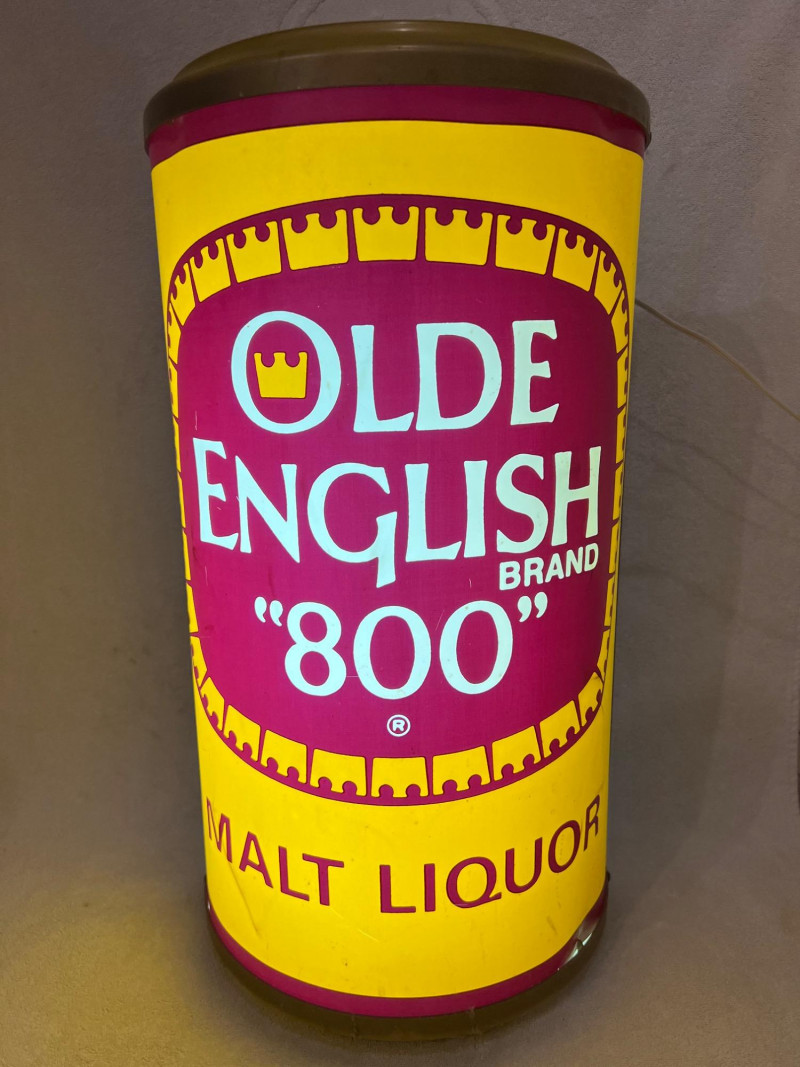 OLDE
ENGLISH
BRAND
“800”
®
MALT LIQUOR